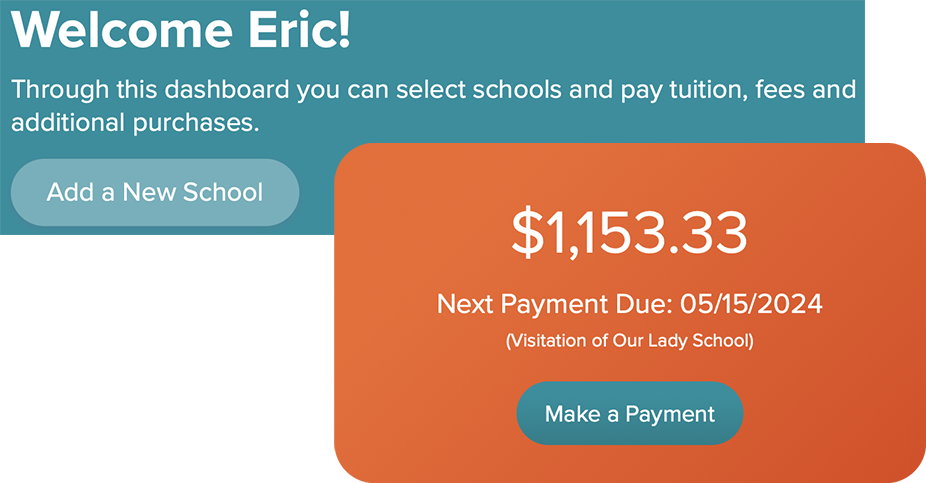 Welcome Eric!
Through this dashboard you can select schools and pay tuition, fees and
additional purchases.
Add a New School
$1,153.33
Next Payment Due: 05/15/2024
(Visitation of Our Lady School)
Make a Payment